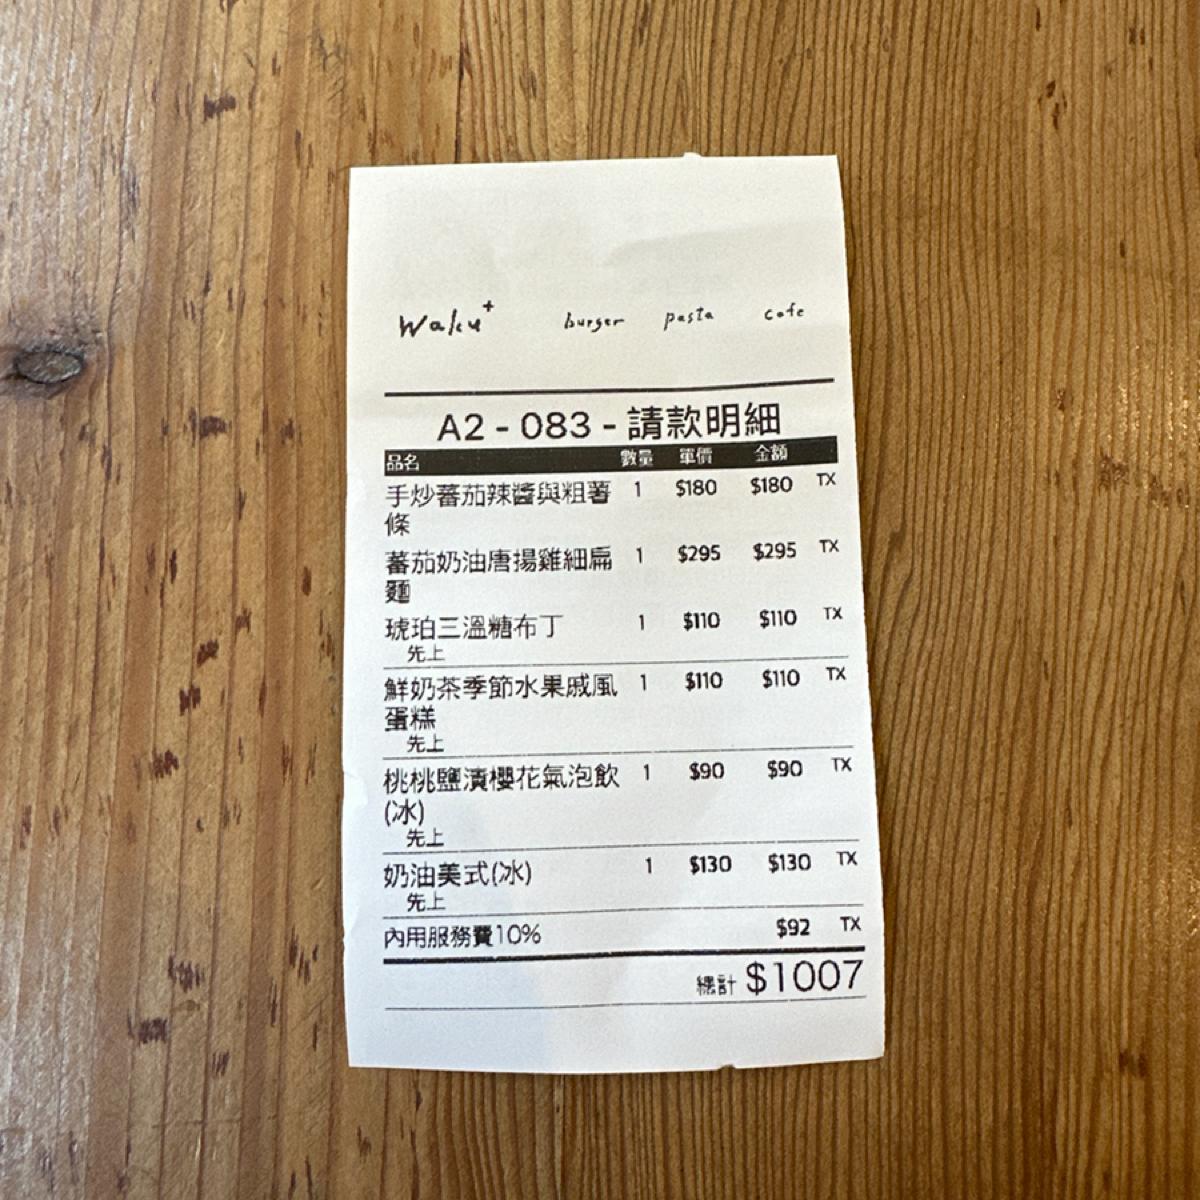 Waku+ burger pasta cafe
A2 - 083 - 請款明細
品名 數量 單價 金額
手炒蕃茄辣醬與粗薯 1 $180 $180 TX
條
蕃茄奶油唐揚雞細扁 1 $295 $295 TX
麵
琥珀三溫糖布丁 1 $110 $110 TX
先上
鮮奶茶季節水果戚風 1 $110 $110 TX
蛋糕
先上
桃桃鹽漬櫻花氣泡飲 1 $90 $90 TX
(冰)
先上
奶油美式(冰) 1 $130 $130 TX
先上
內用服務費10% $92 TX
總計 $1007